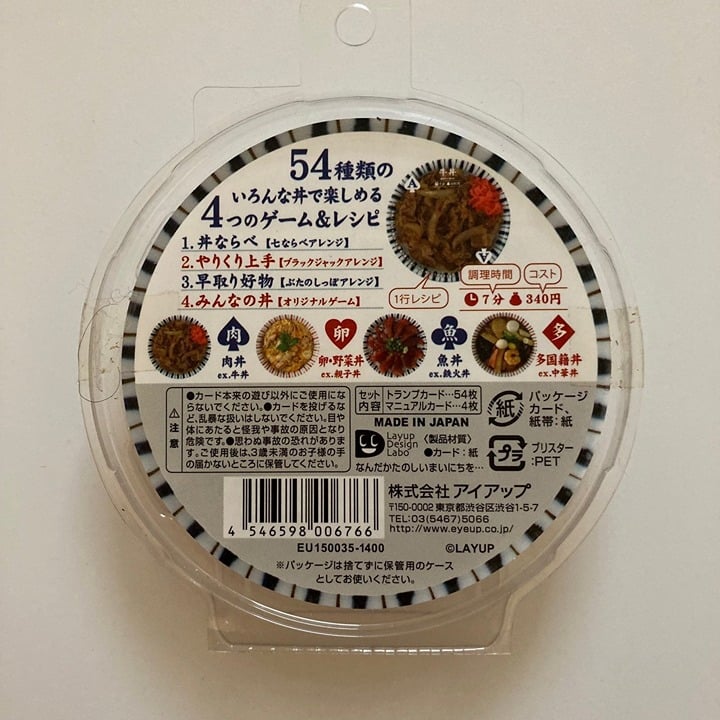 54種類の
いろんな丼で楽しめる
4つのゲーム&レシピ
1.丼ならべ【七ならべアレンジ】
2.やりくり上手【ブラックジャックアレンジ】
3.早取り好物【ぶたのしっぽアレンジ】
4.みんなの丼【オリジナルゲーム】
A
牛丼
A
1行レシピ
調理時間
7分
コスト
340円
肉
肉丼
ex.牛丼
卵
卵・野菜丼
ex.親子丼
魚
魚丼
ex.鉄火丼
多
多国籍丼
ex.中華丼
注意
●カード本来の遊び以外にご使用にな
らないでください。●カードを投げるな
ど、乱暴な扱いはしないでください。目や
体にあたると怪我や事故の原因となり
危険です。●思わぬ事故の恐れがありま
す。ご使用後は、3歳未満のお子様の手
の届かないところに保管してください。
セット内容
トランプカード…54枚
マニュアルカード…4枚
MADE IN JAPAN
Layup
Design
Labo
〈製品材質〉
●カード:紙
なんだかたのしいまいにちを…
紙
パッケージ
カード、
紙帯:紙
プラ
ブリスター
:PET
4 546598 006766
EU150035-1400
株式会社 アイアップ
〒150-0002 東京都渋谷区渋谷1-5-7
TEL:03(5467)5066
http://www.eyeup.co.jp/
©LAYUP
※パッケージは捨てずに保管用のケース
としてお使いください。